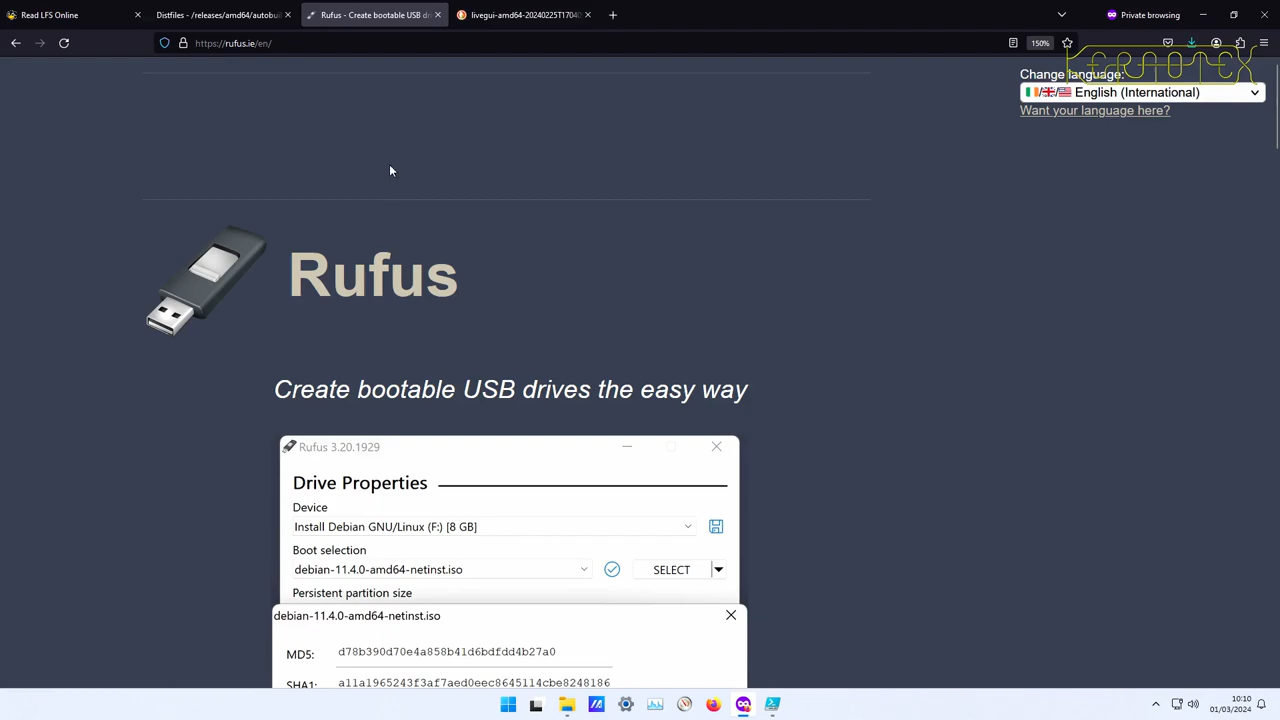 Read LFS Online
Distfiles - /releases/amd64/autobuil
Rufus - Create bootable USB dri
livegui-amd64-20240225T17040
Private browsing
https://rufus.ie/en/
150%
KERNOTEX
Change language:
English (International)
Want your language here?
Rufus
Create bootable USB drives the easy way
Rufus 3.20.1929
Drive Properties
Device
Install Debian GNU/Linux (F:) [8 GB]
Boot selection
debian-11.4.0-amd64-netinst.iso
SELECT
Persistent partition size
debian-11.4.0-amd64-netinst.iso
MD5:
d78b390d70e4a858b41d6bdfdd4b27a0
SHA1:
a11a1965243f3af7aed0eec8645114cbe8248186
10:10
01/03/2024